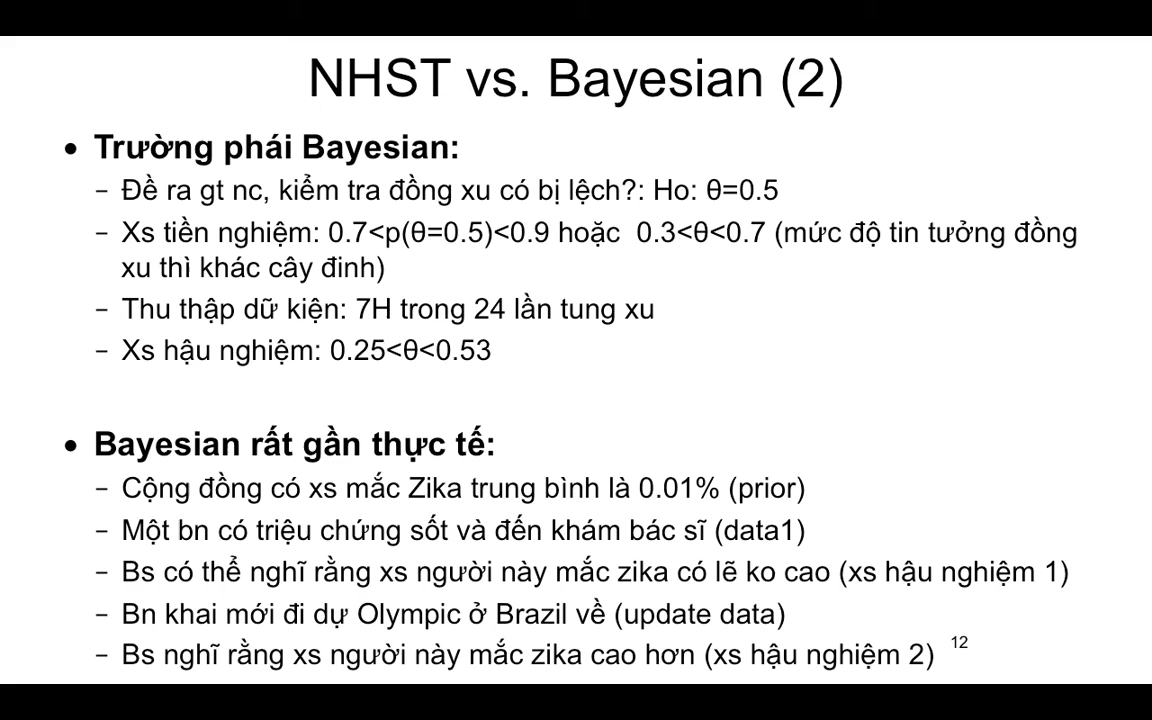 NHST vs. Bayesian (2)
• Trường phái Bayesian:
– Đề ra gt nc, kiểm tra đồng xu có bị lệch?: Ho: θ=0.5
– Xs tiền nghiệm: 0.7<p(θ=0.5)<0.9 hoặc 0.3<θ<0.7 (mức độ tin tưởng đồng
xu thì khác cây đinh)
– Thu thập dữ kiện: 7H trong 24 lần tung xu
– Xs hậu nghiệm: 0.25<θ<0.53
• Bayesian rất gần thực tế:
– Cộng đồng có xs mắc Zika trung bình là 0.01% (prior)
– Một bn có triệu chứng sốt và đến khám bác sĩ (data1)
– Bs có thể nghĩ rằng xs người này mắc zika có lẽ ko cao (xs hậu nghiệm 1)
– Bn khai mới đi dự Olympic ở Brazil về (update data)
– Bs nghĩ rằng xs người này mắc zika cao hơn (xs hậu nghiệm 2)
12